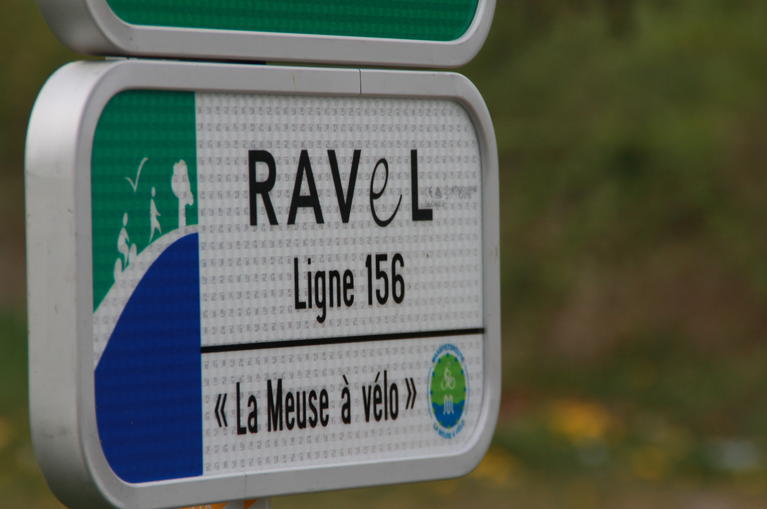 RAVeL
Ligne 156
« La Meuse à vélo »